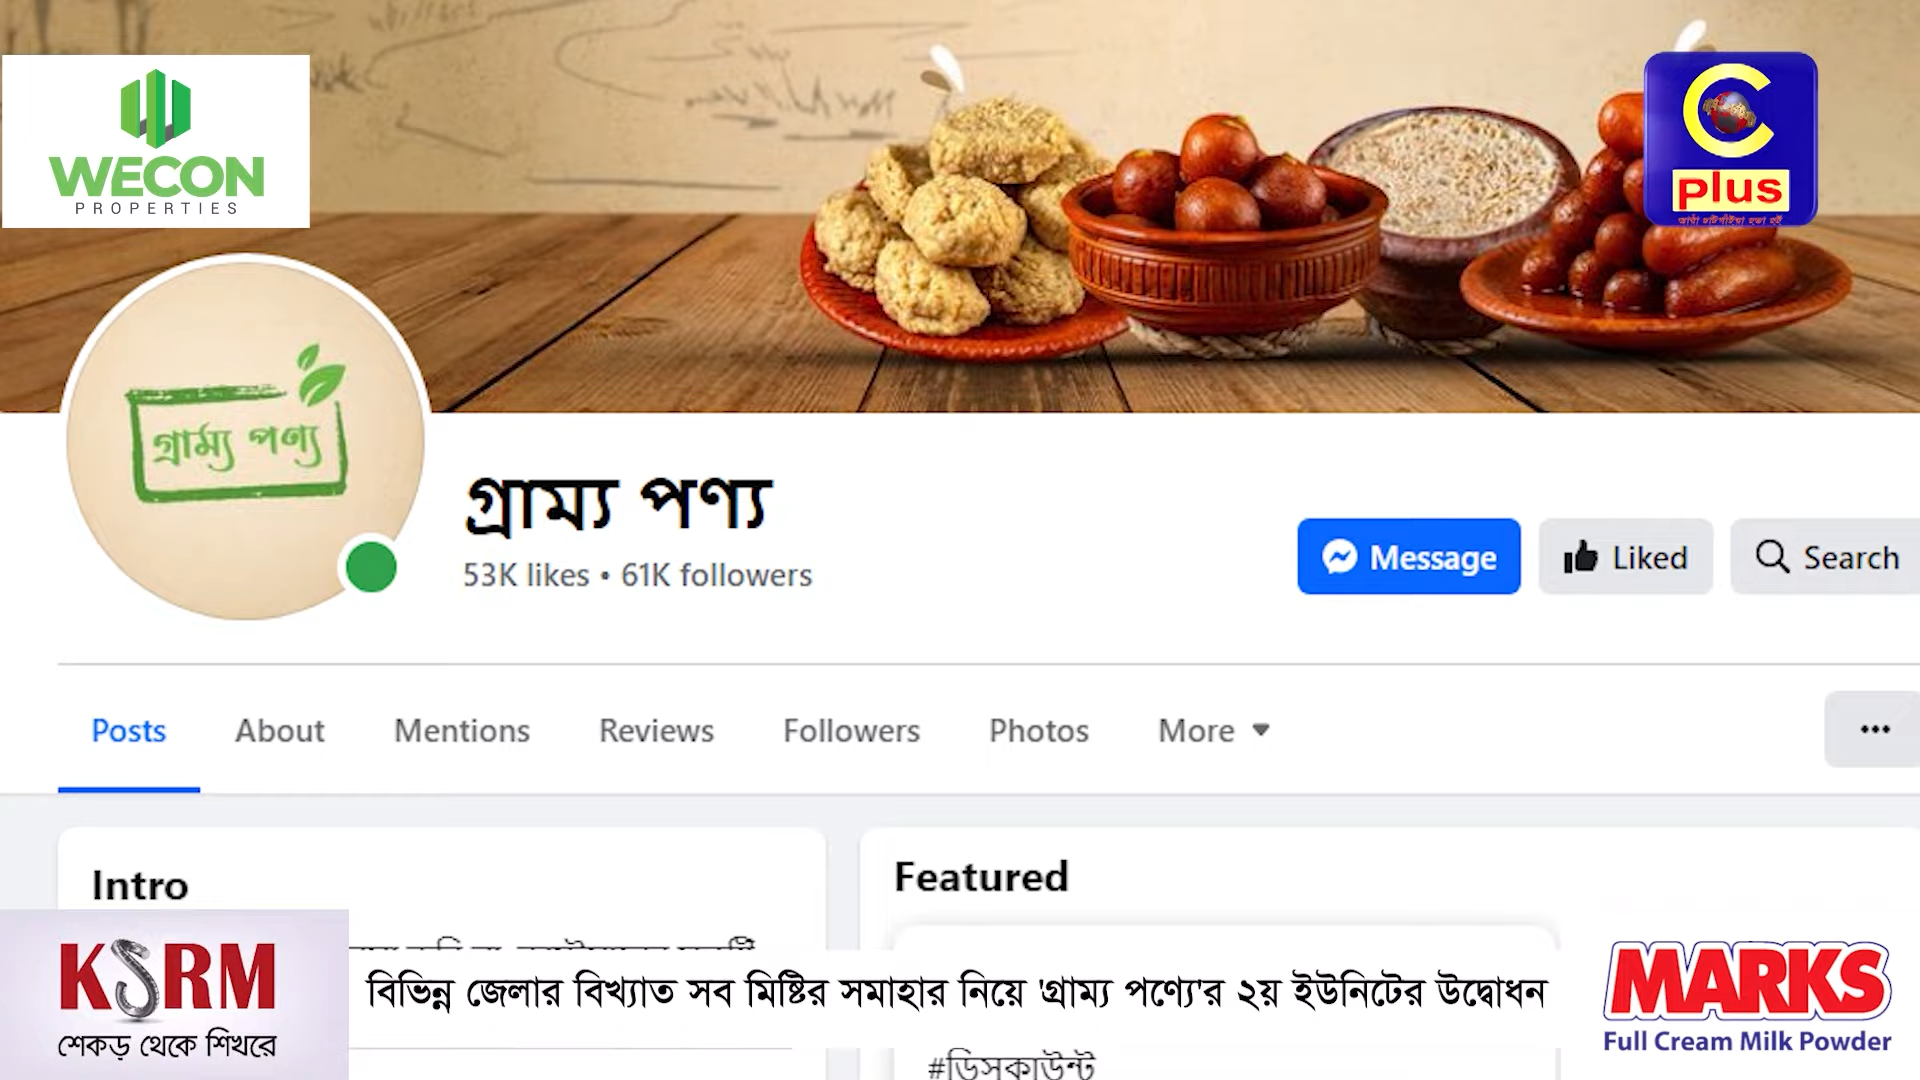 WECON
PROPERTIES
C
plus
গ্রাম্য পণ্য
গ্রাম্য পণ্য
53K likes • 61K followers
Message
Liked
Search
Posts
About
Mentions
Reviews
Followers
Photos
More
Intro
Featured
KSRM
শেকড় থেকে শিখরে
বিভিন্ন জেলার বিখ্যাত সব মিষ্টির সমাহার নিয়ে 'গ্রাম্য পণ্যে'র ২য় ইউনিটের উদ্বোধন
MARKS
Full Cream Milk Powder
#ডিসকাউন্ট